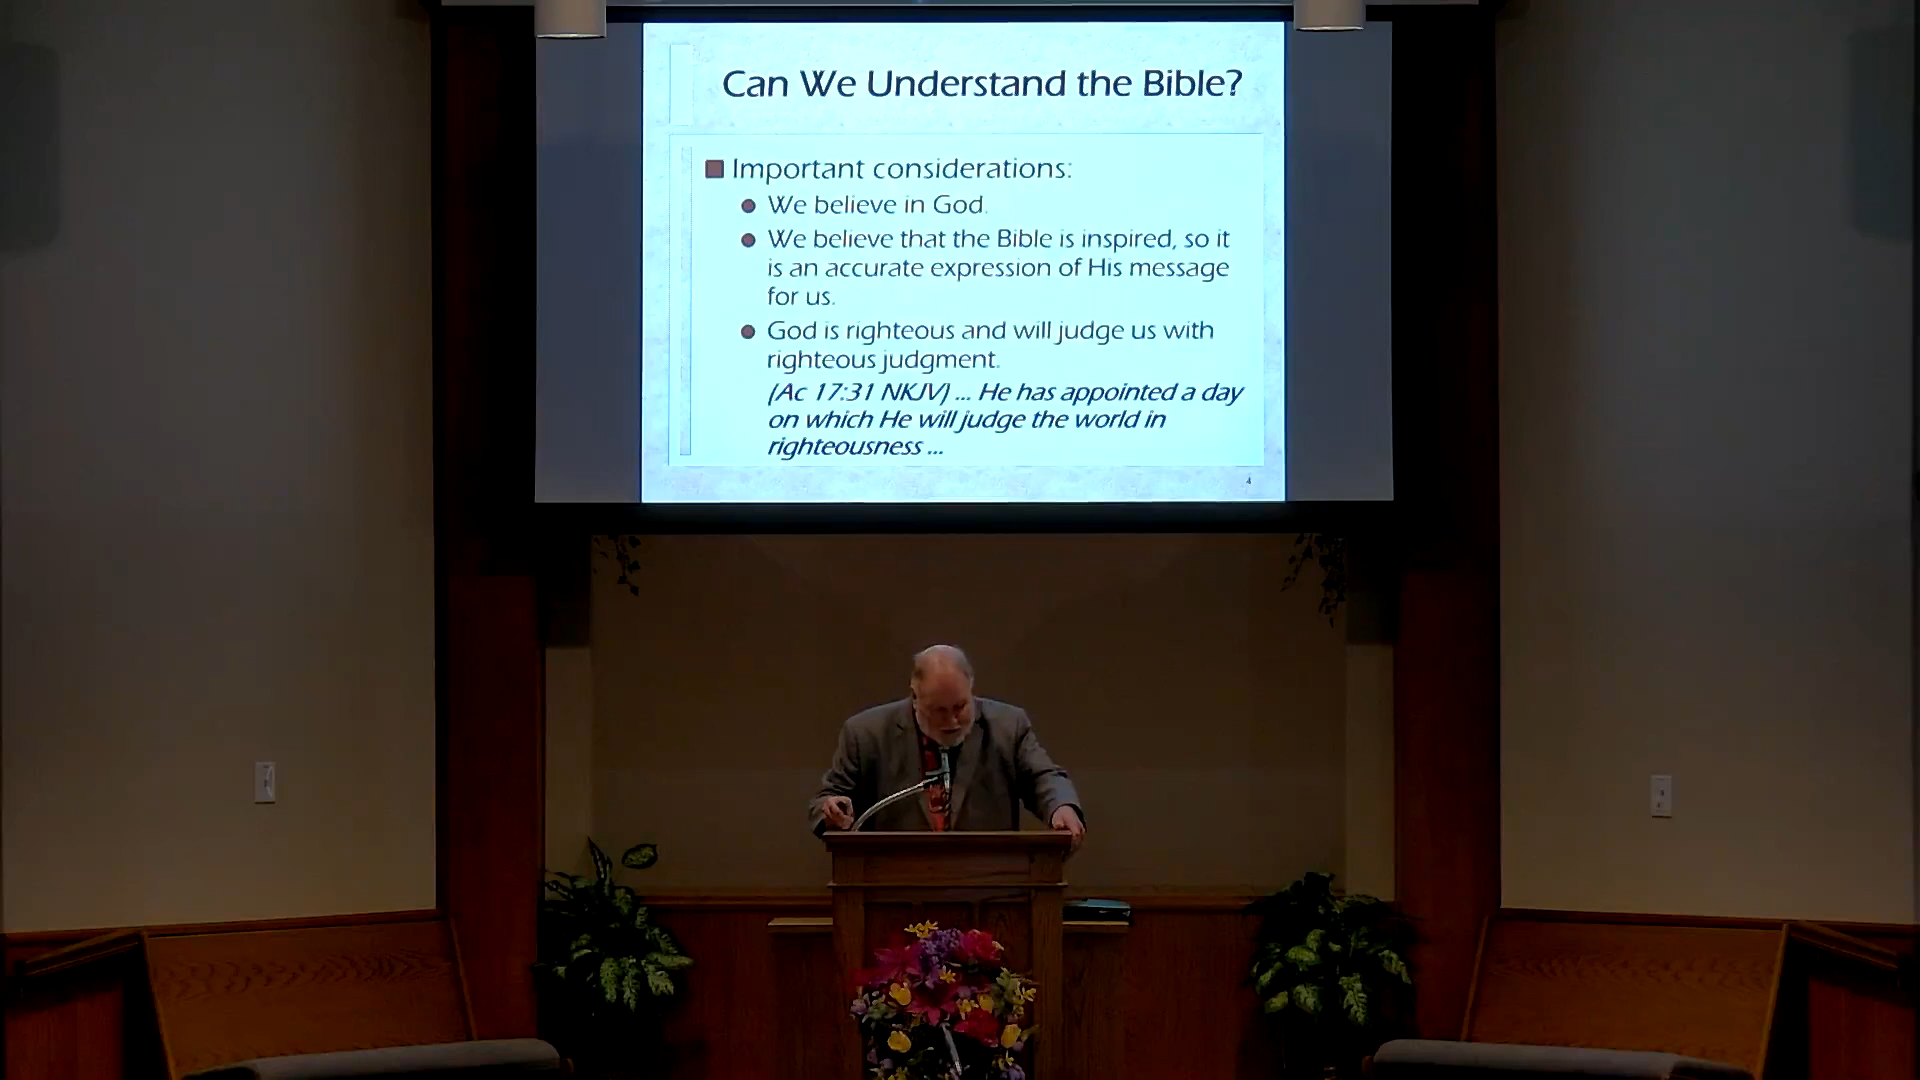 Can We Understand the Bible?
Important considerations:
We believe in God.
We believe that the Bible is inspired, so it
is an accurate expression of His message
for us.
God is righteous and will judge us with
righteous judgment.
(Ac 17:31 NKJV) ... He has appointed a day
on which He will judge the world in
righteousness ...
4